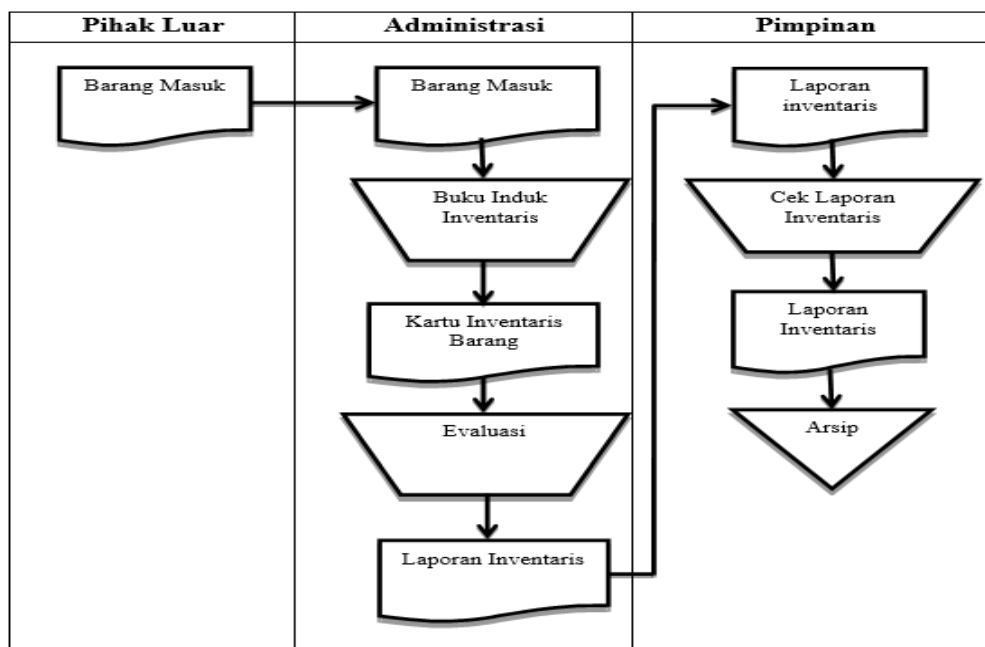 Pihak Luar
Administrasi
Pimpinan
Barang Masuk
Barang Masuk
Buku Induk
Inventaris
Kartu Inventaris
Barang
Evaluasi
Laporan Inventaris
Laporan
inventaris
Cek Laporan
Inventaris
Laporan
Inventaris
Arsip